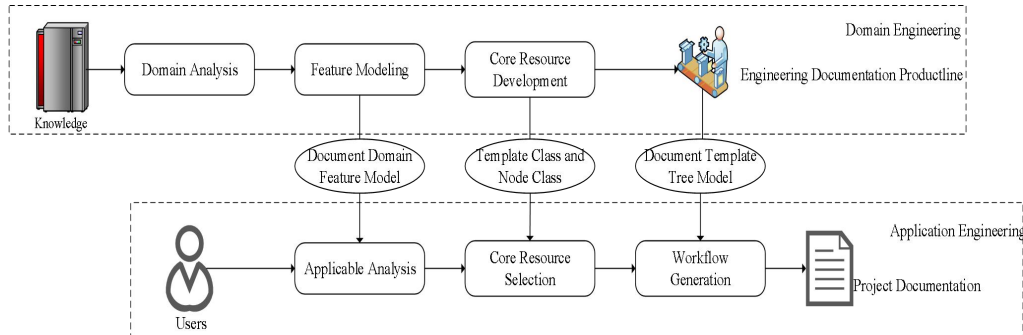 Domain Engineering
Domain Analysis
Feature Modeling
Core Resource
Development
Engineering Documentation Productline
Knowledge
Document Domain
Feature Model
Template Class and
Node Class
Document Template
Tree Model
Application Engineering
Applicable Analysis
Core Resource
Selection
Workflow
Generation
Project Documentation
Users